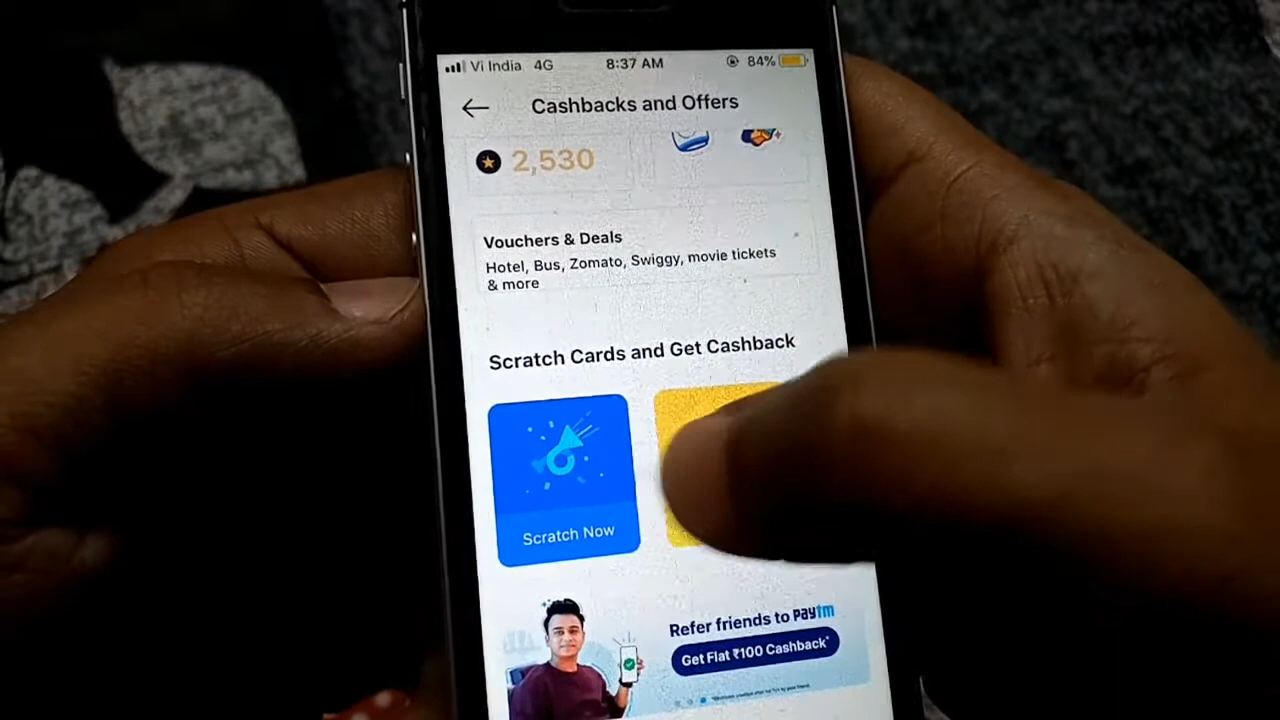 Vi India 4G 8:37 AM 84%
Cashbacks and Offers
2,530
Vouchers & Deals
Hotel, Bus, Zomato, Swiggy, movie tickets
& more
Scratch Cards and Get Cashback
Scratch Now
Refer friends to paytm
Get Flat ₹100 Cashback*